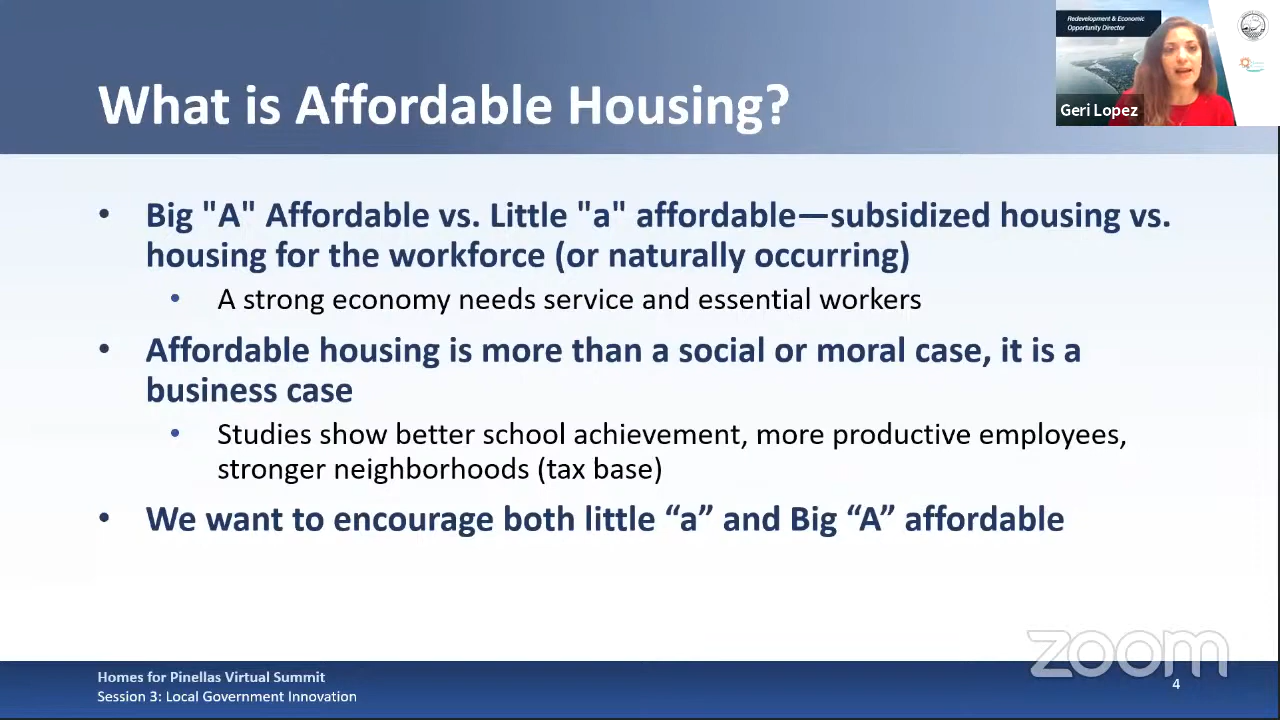 Redevelopment & Economic
Opportunity Director
Geri Lopez
What is Affordable Housing?
• Big "A" Affordable vs. Little "a" affordable—subsidized housing vs.
housing for the workforce (or naturally occurring)
• A strong economy needs service and essential workers
• Affordable housing is more than a social or moral case, it is a
business case
• Studies show better school achievement, more productive employees,
stronger neighborhoods (tax base)
• We want to encourage both little “a” and Big “A” affordable
zoom
Homes for Pinellas Virtual Summit
Session 3: Local Government Innovation
4